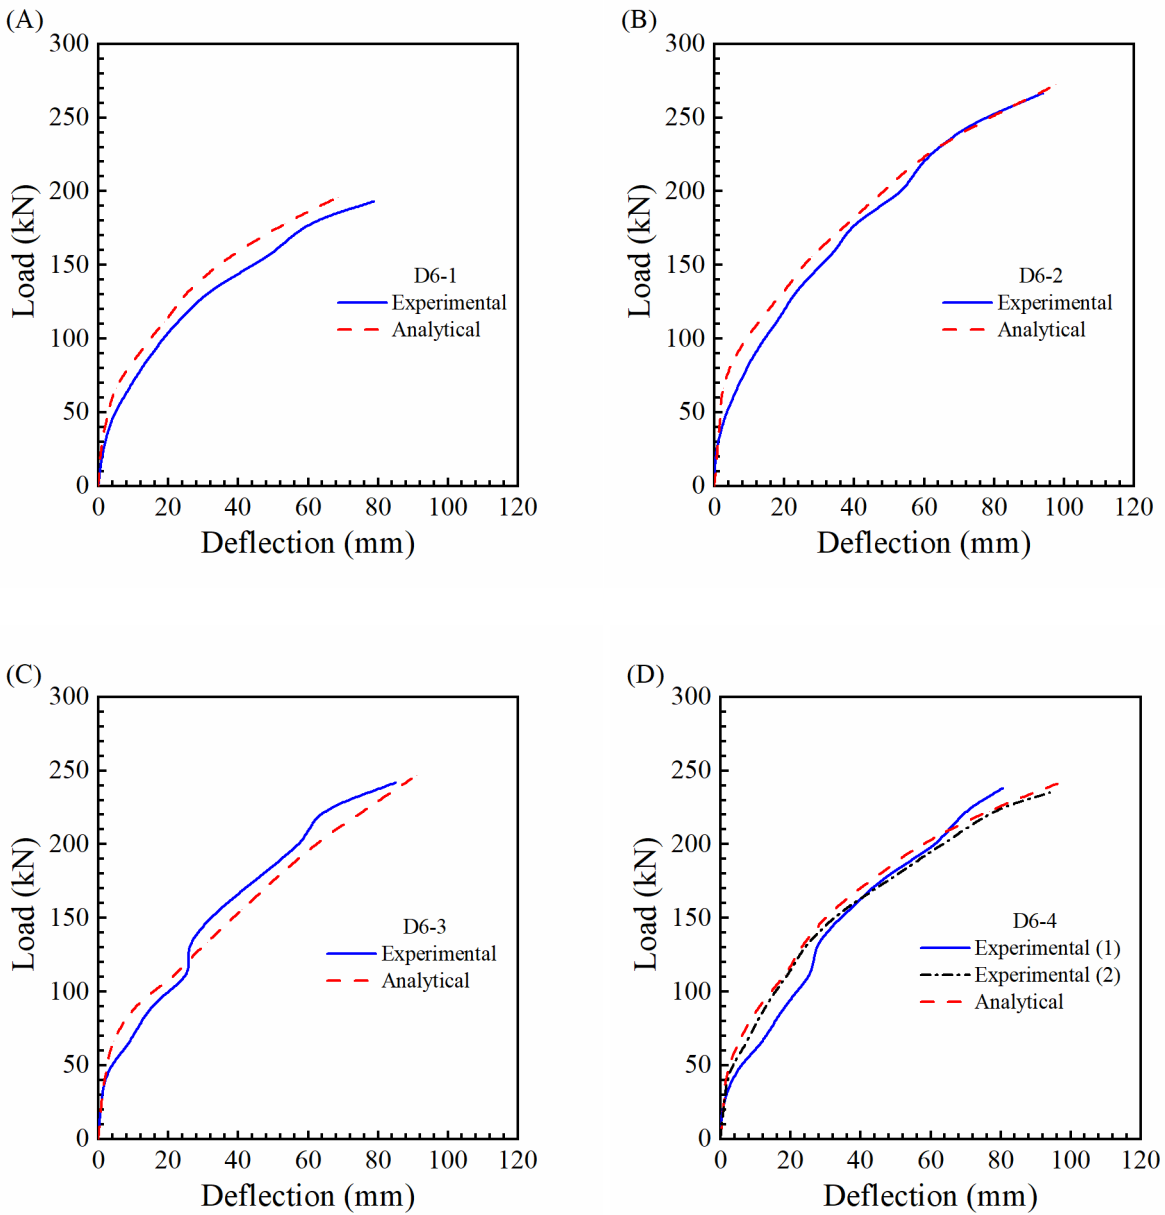 (A)
300
250
200
150
100
50
0
Load (kN)
D6-1
Experimental
Analytical
0 20 40 60 80 100 120
Deflection (mm)
(B)
300
250
200
150
100
50
0
Load (kN)
D6-2
Experimental
Analytical
0 20 40 60 80 100 120
Deflection (mm)
(C)
300
250
200
150
100
50
0
Load (kN)
D6-3
Experimental
Analytical
0 20 40 60 80 100 120
Deflection (mm)
(D)
300
250
200
150
100
50
0
Load (kN)
D6-4
Experimental (1)
Experimental (2)
Analytical
0 20 40 60 80 100 120
Deflection (mm)